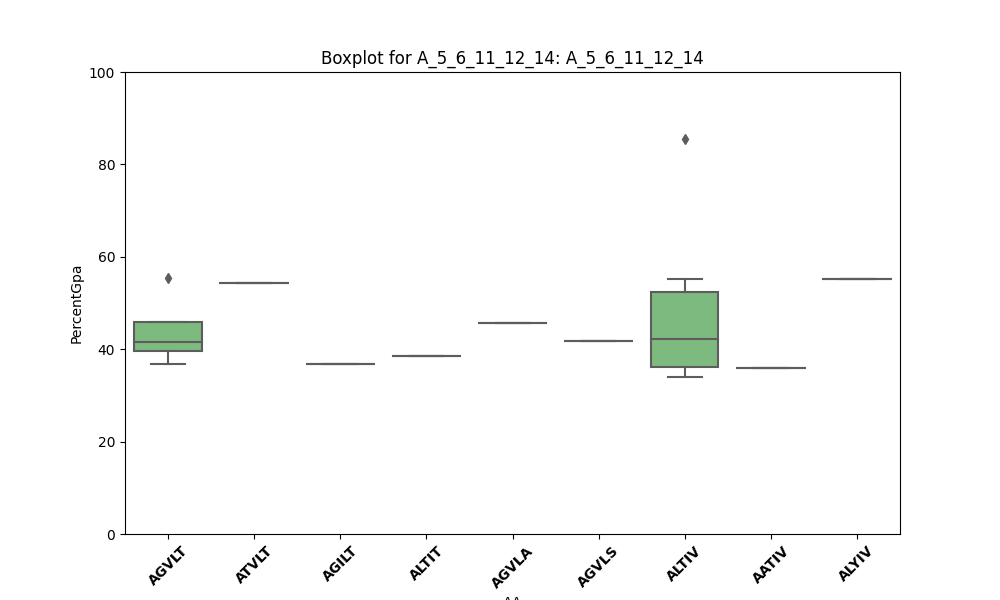 Boxplot for A_5_6_11_12_14: A_5_6_11_12_14
PercentGpa
100
80
60
40
20
0
AGVLT
ATVLT
AGILT
ALTIT
AGVLA
AGVLS
ALTIV
AATIV
ALYIV